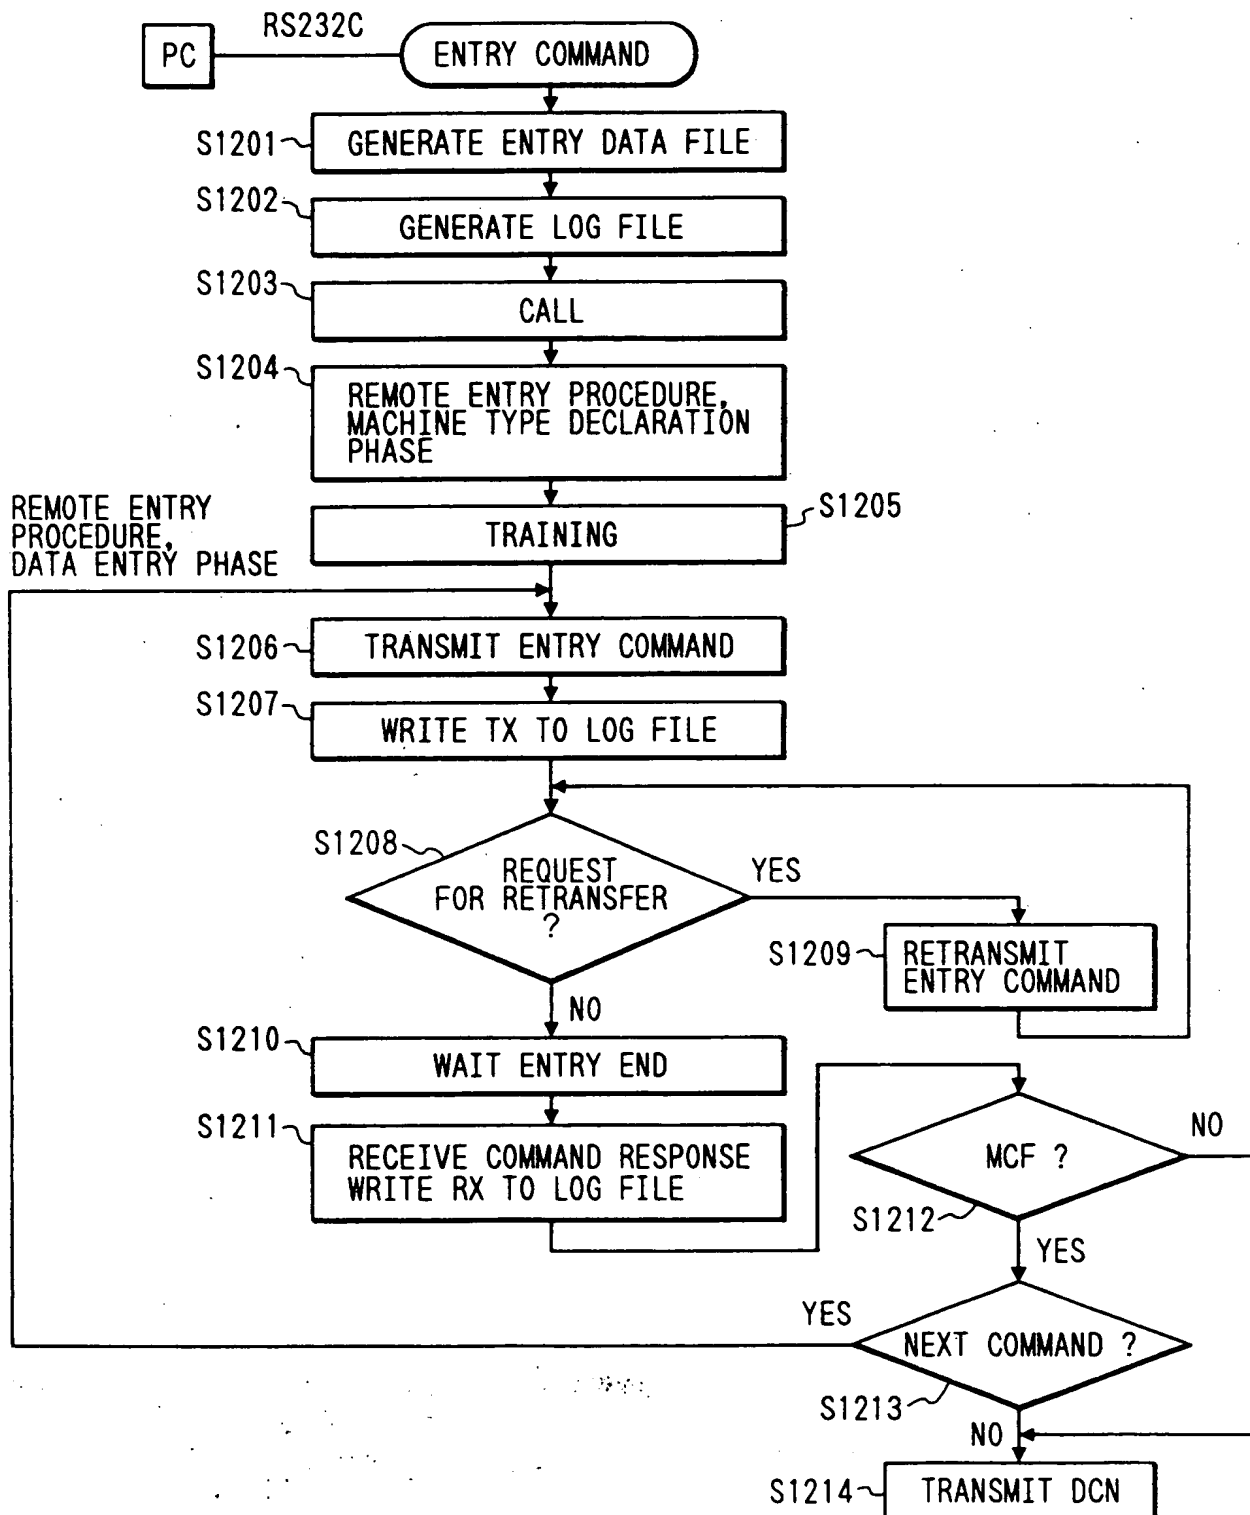 RS232C
PC
ENTRY COMMAND
S1201
GENERATE ENTRY DATA FILE
S1202
GENERATE LOG FILE
S1203
CALL
S1204
REMOTE ENTRY PROCEDURE,
MACHINE TYPE DECLARATION
PHASE
REMOTE ENTRY
PROCEDURE,
DATA ENTRY PHASE
S1205
TRAINING
S1206
TRANSMIT ENTRY COMMAND
S1207
WRITE TX TO LOG FILE
S1208
REQUEST
FOR RETRANSFER
?
YES
S1209
RETRANSMIT
ENTRY COMMAND
NO
S1210
WAIT ENTRY END
S1211
RECEIVE COMMAND RESPONSE
WRITE RX TO LOG FILE
MCF ?
NO
S1212
YES
YES
NEXT COMMAND ?
S1213
NO
S1214
TRANSMIT DCN